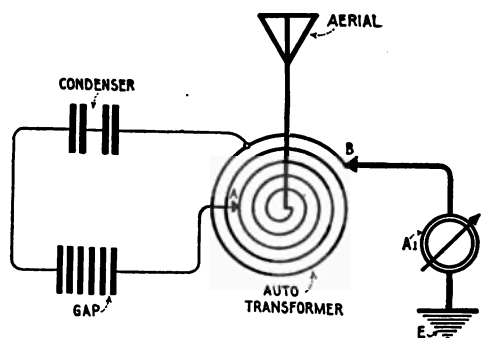 AERIAL
CONDENSER
B
A
A1
GAP
AUTO
TRANSFORMER
E